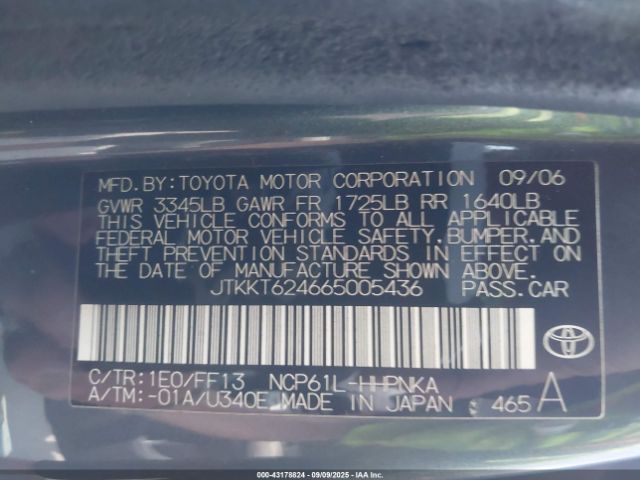 MFD.BY:TOYOTA MOTOR CORPORATION 09/06
GVWR 3345LB GAWR FR 1725LB RR 1640LB
THIS VEHICLE CONFORMS TO ALL APPLICABLE
FEDERAL MOTOR VEHICLE SAFETY,BUMPER,AND
THEFT PREVENTION STANDARDS IN EFFECT ON
THE DATE OF MANUFACTURE SHOWN ABOVE.
JTKKT624665005436 PASS.CAR
C/TR:1E0/FF13 NCP61L-HHPNKA
A/TM:-01A/U340E MADE IN JAPAN 465 A
TOYOTA
000-43178824 - 09/09/2025 - IAAHC